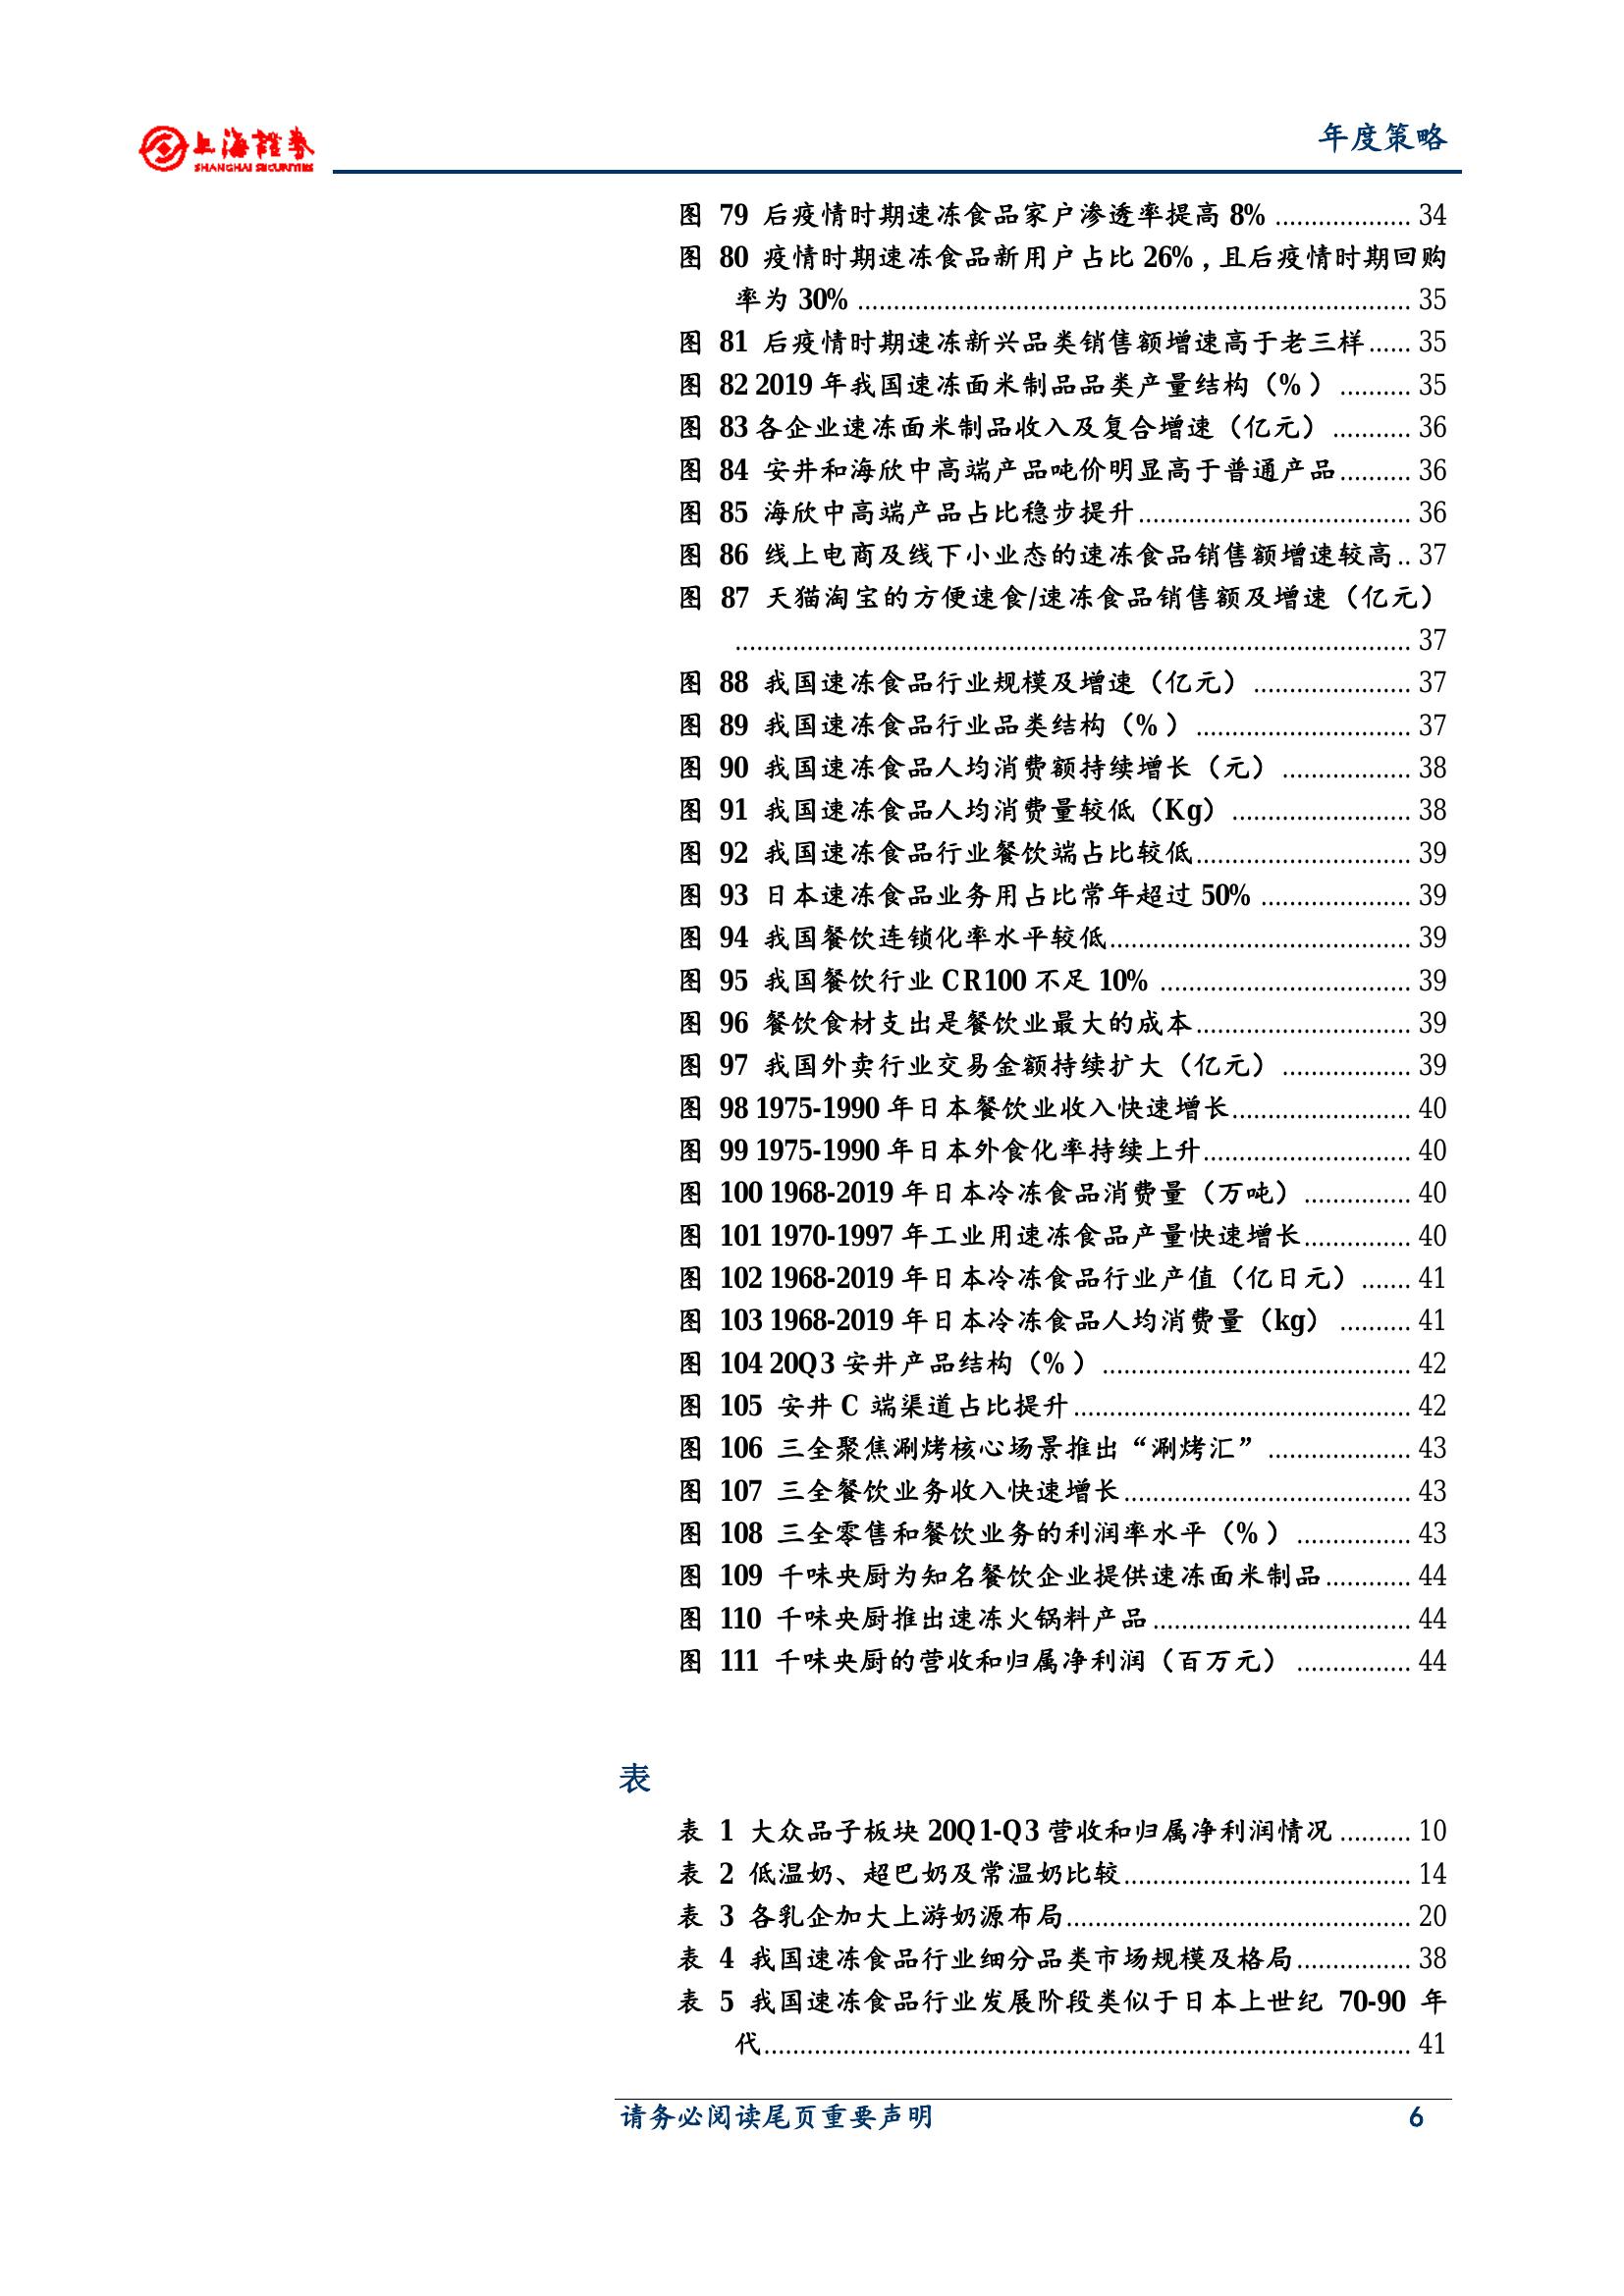 上海證券
SHANGHAI SECURITIES
年度策略
图 79 后疫情时期速冻食品家户渗透率提高 8% ................... 34
图 80 疫情时期速冻食品新用户占比 26%，且后疫情时期回购
率为 30% ............................................................................. 35
图 81 后疫情时期速冻新兴品类销售额增速高于老三样...... 35
图 82 2019 年我国速冻面米制品品类产量结构（%） .......... 35
图 83 各企业速冻面米制品收入及复合增速（亿元） ........... 36
图 84 安井和海欣中高端产品吨价明显高于普通产品.......... 36
图 85 海欣中高端产品占比稳步提升...................................... 36
图 86 线上电商及线下小业态的速冻食品销售额增速较高.. 37
图 87 天猫淘宝的方便速食/速冻食品销售额及增速（亿元）
.............................................................................................. 37
图 88 我国速冻食品行业规模及增速（亿元） ...................... 37
图 89 我国速冻食品行业品类结构（%） .............................. 37
图 90 我国速冻食品人均消费额持续增长（元） .................. 38
图 91 我国速冻食品人均消费量较低（Kg） ......................... 38
图 92 我国速冻食品行业餐饮端占比较低.............................. 39
图 93 日本速冻食品业务用占比常年超过 50% ..................... 39
图 94 我国餐饮连锁化率水平较低.......................................... 39
图 95 我国餐饮行业 CR100 不足 10% ................................... 39
图 96 餐饮食材支出是餐饮业最大的成本.............................. 39
图 97 我国外卖行业交易金额持续扩大（亿元） .................. 39
图 98 1975-1990 年日本餐饮业收入快速增长......................... 40
图 99 1975-1990 年日本外食化率持续上升............................. 40
图 100 1968-2019 年日本冷冻食品消费量（万吨） ............... 40
图 101 1970-1997 年工业用速冻食品产量快速增长............... 40
图 102 1968-2019 年日本冷冻食品行业产值（亿日元） ....... 41
图 103 1968-2019 年日本冷冻食品人均消费量（kg） .......... 41
图 104 20Q3 安井产品结构（%） ........................................... 42
图 105 安井 C 端渠道占比提升............................................... 42
图 106 三全聚焦涮烤核心场景推出“涮烤汇” .................... 43
图 107 三全餐饮业务收入快速增长........................................ 43
图 108 三全零售和餐饮业务的利润率水平（%） ................ 43
图 109 千味央厨为知名餐饮企业提供速冻面米制品............ 44
图 110 千味央厨推出速冻火锅料产品.................................... 44
图 111 千味央厨的营收和归属净利润（百万元） ................ 44
表
表 1 大众品子板块 20Q1-Q3 营收和归属净利润情况 .......... 10
表 2 低温奶、超巴奶及常温奶比较........................................ 14
表 3 各乳企加大上游奶源布局................................................ 20
表 4 我国速冻食品行业细分品类市场规模及格局................ 38
表 5 我国速冻食品行业发展阶段类似于日本上世纪 70-90 年
代.......................................................................................... 41
请务必阅读尾页重要声明 6